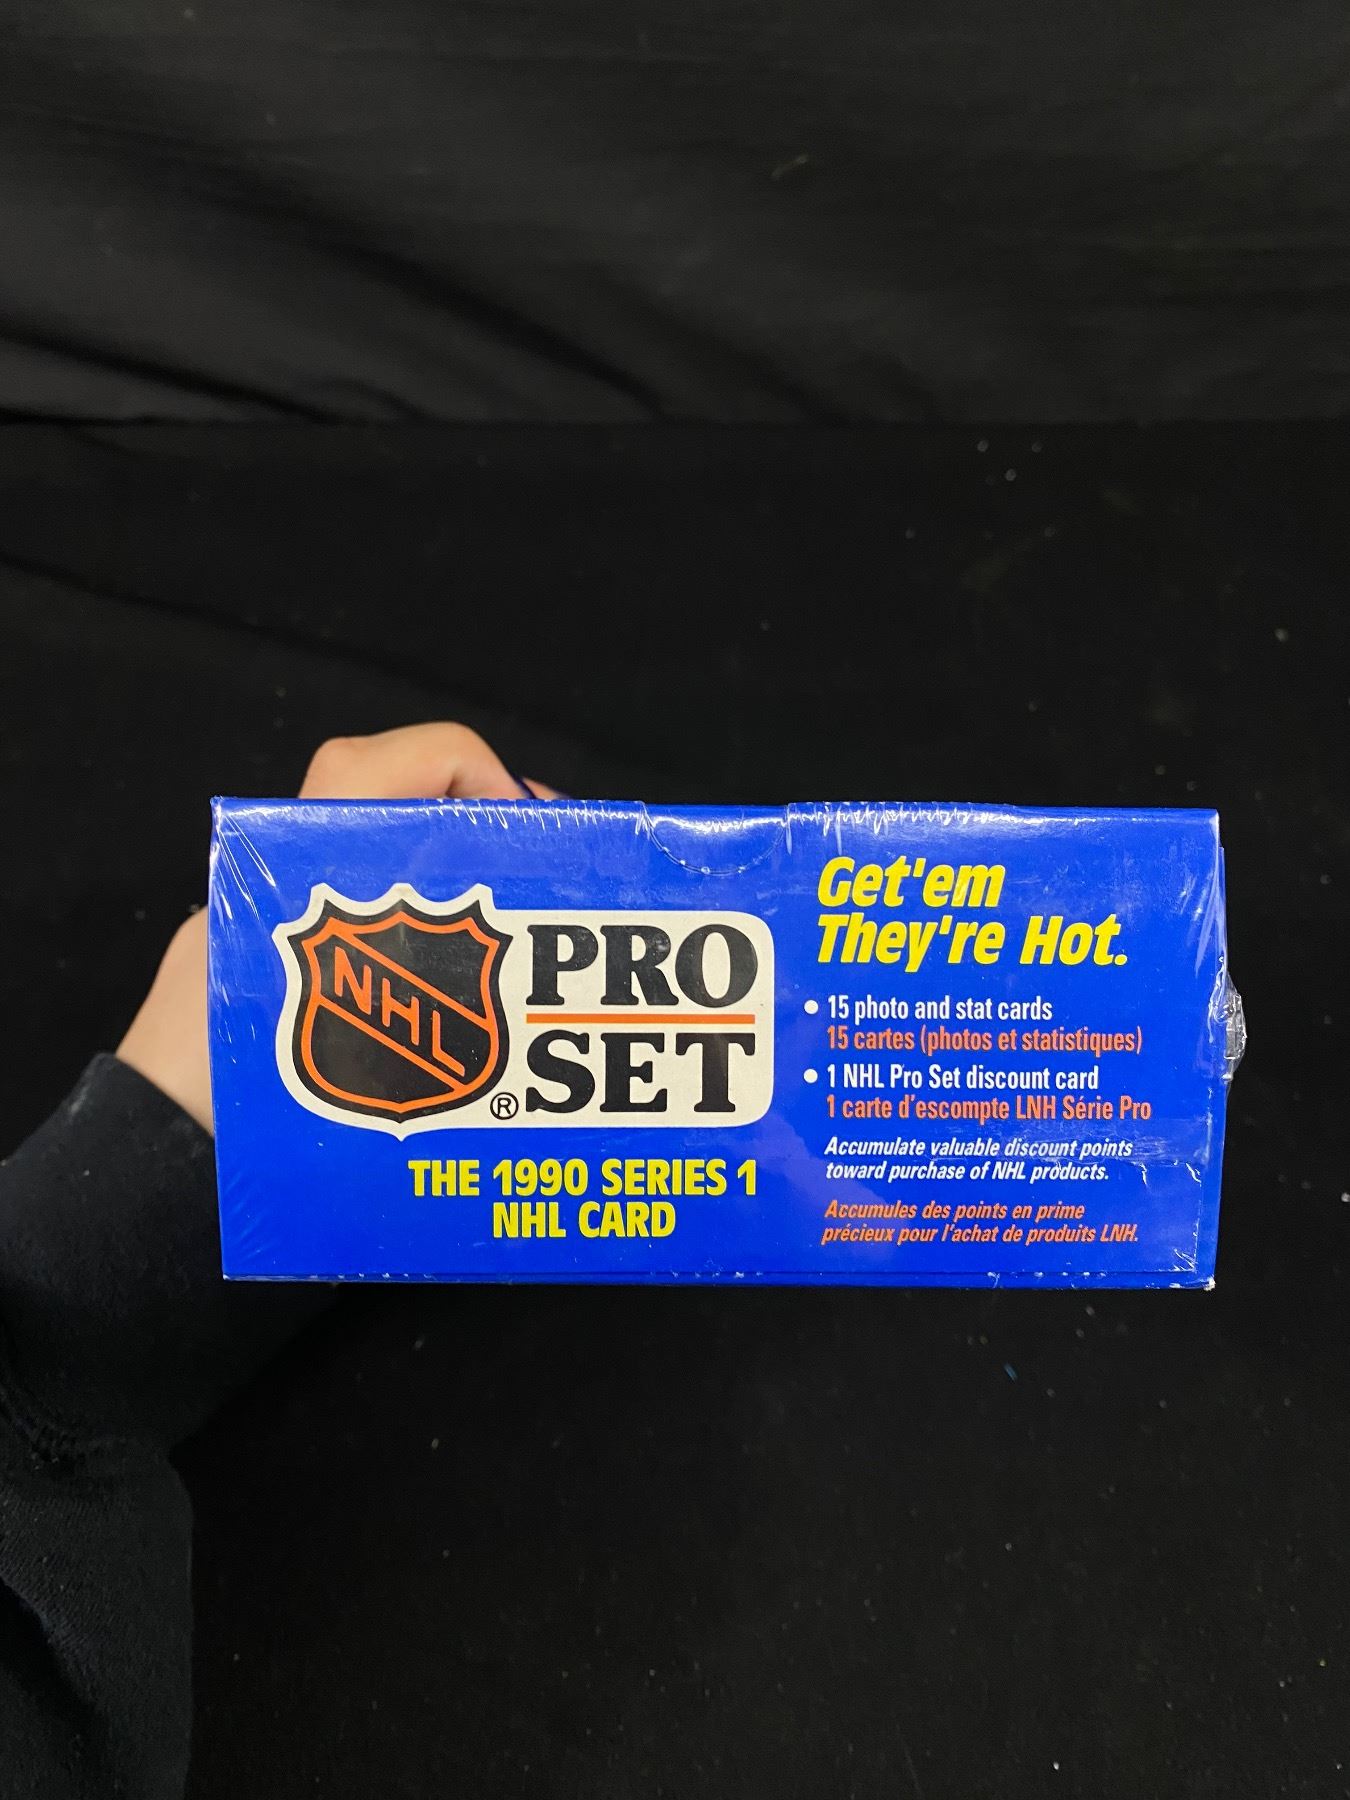 NHL
PRO
SET
®
THE 1990 SERIES 1
NHL CARD
Get'em
They're Hot.
• 15 photo and stat cards
15 cartes (photos et statistiques)
• 1 NHL Pro Set discount card
1 carte d'escompte LNH Série Pro
Accumulate valuable discount points
toward purchase of NHL products.
Accumules des points en prime
précieux pour l'achat de produits LNH.